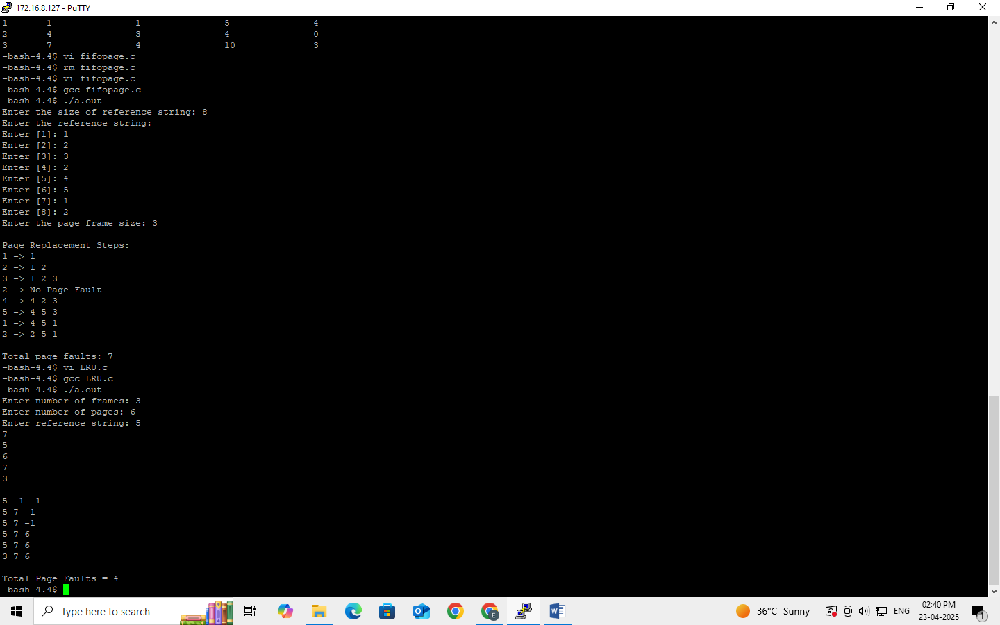 172.16.8.127 - PuTTY
1 1 1 5 4
2 4 3 4 0
3 7 4 10 3
-bash-4.4$ vi fifopage.c
-bash-4.4$ rm fifopage.c
-bash-4.4$ vi fifopage.c
-bash-4.4$ gcc fifopage.c
-bash-4.4$ ./a.out
Enter the size of reference string: 8
Enter the reference string:
Enter [1]: 1
Enter [2]: 2
Enter [3]: 3
Enter [4]: 2
Enter [5]: 4
Enter [6]: 5
Enter [7]: 1
Enter [8]: 2
Enter the page frame size: 3
Page Replacement Steps:
1 -> 1
2 -> 1 2
3 -> 1 2 3
2 -> No Page Fault
4 -> 4 2 3
5 -> 4 5 3
1 -> 4 5 1
2 -> 2 5 1
Total page faults: 7
-bash-4.4$ vi LRU.c
-bash-4.4$ gcc LRU.c
-bash-4.4$ ./a.out
Enter number of frames: 3
Enter number of pages: 6
Enter reference string: 5
7
5
6
7
3
5 -1 -1
5 7 -1
5 7 -1
5 7 6
5 7 6
3 7 6
Total Page Faults = 4
-bash-4.4$
Type here to search
E
36°C Sunny
ENG
02:40 PM
23-04-2025
1